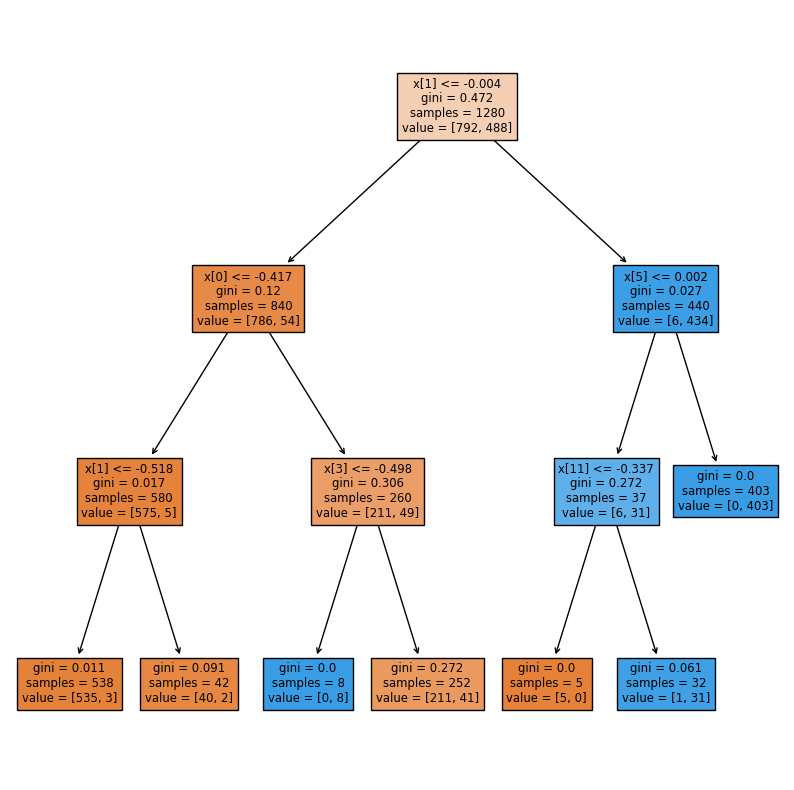 x[1] <= -0.004
gini = 0.472
samples = 1280
value = [792, 488]
x[0] <= -0.417
gini = 0.12
samples = 840
value = [786, 54]
x[5] <= 0.002
gini = 0.027
samples = 440
value = [6, 434]
x[1] <= -0.518
gini = 0.017
samples = 580
value = [575, 5]
x[3] <= -0.498
gini = 0.306
samples = 260
value = [211, 49]
x[11] <= -0.337
gini = 0.272
samples = 37
value = [6, 31]
gini = 0.0
samples = 403
value = [0, 403]
gini = 0.011
samples = 538
value = [535, 3]
gini = 0.091
samples = 42
value = [40, 2]
gini = 0.0
samples = 8
value = [0, 8]
gini = 0.272
samples = 252
value = [211, 41]
gini = 0.0
samples = 5
value = [5, 0]
gini = 0.061
samples = 32
value = [1, 31]